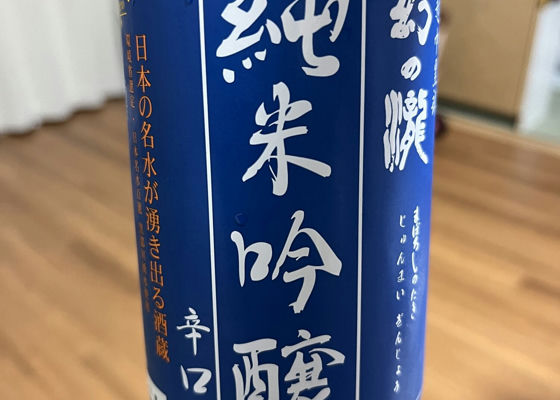 幻の瀧
まぼろしのたき
じゅんまいぎんじょう
純米吟醸
辛口
日本の名水が湧き出る酒蔵